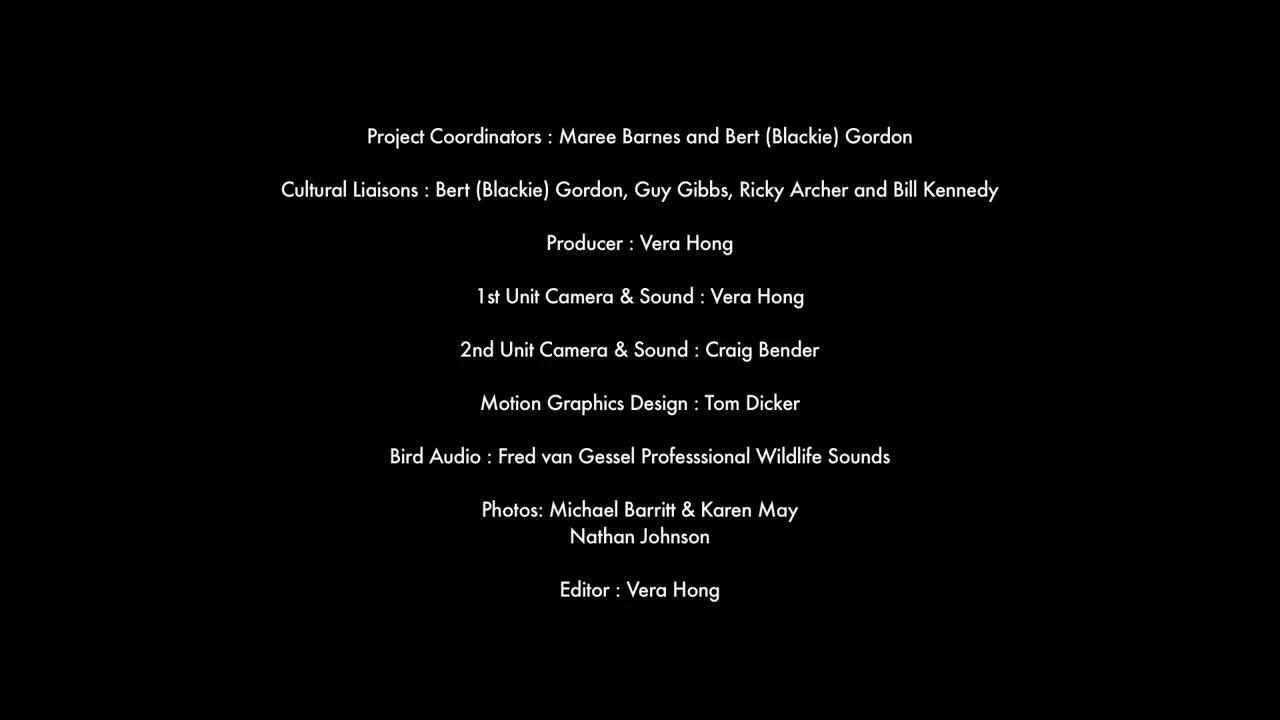 Project Coordinators : Maree Barnes and Bert (Blackie) Gordon
Cultural Liaisons : Bert (Blackie) Gordon, Guy Gibbs, Ricky Archer and Bill Kennedy
Producer : Vera Hong
1st Unit Camera & Sound : Vera Hong
2nd Unit Camera & Sound : Craig Bender
Motion Graphics Design : Tom Dicker
Bird Audio : Fred van Gessel Professsional Wildlife Sounds
Photos: Michael Barritt & Karen May
Nathan Johnson
Editor : Vera Hong